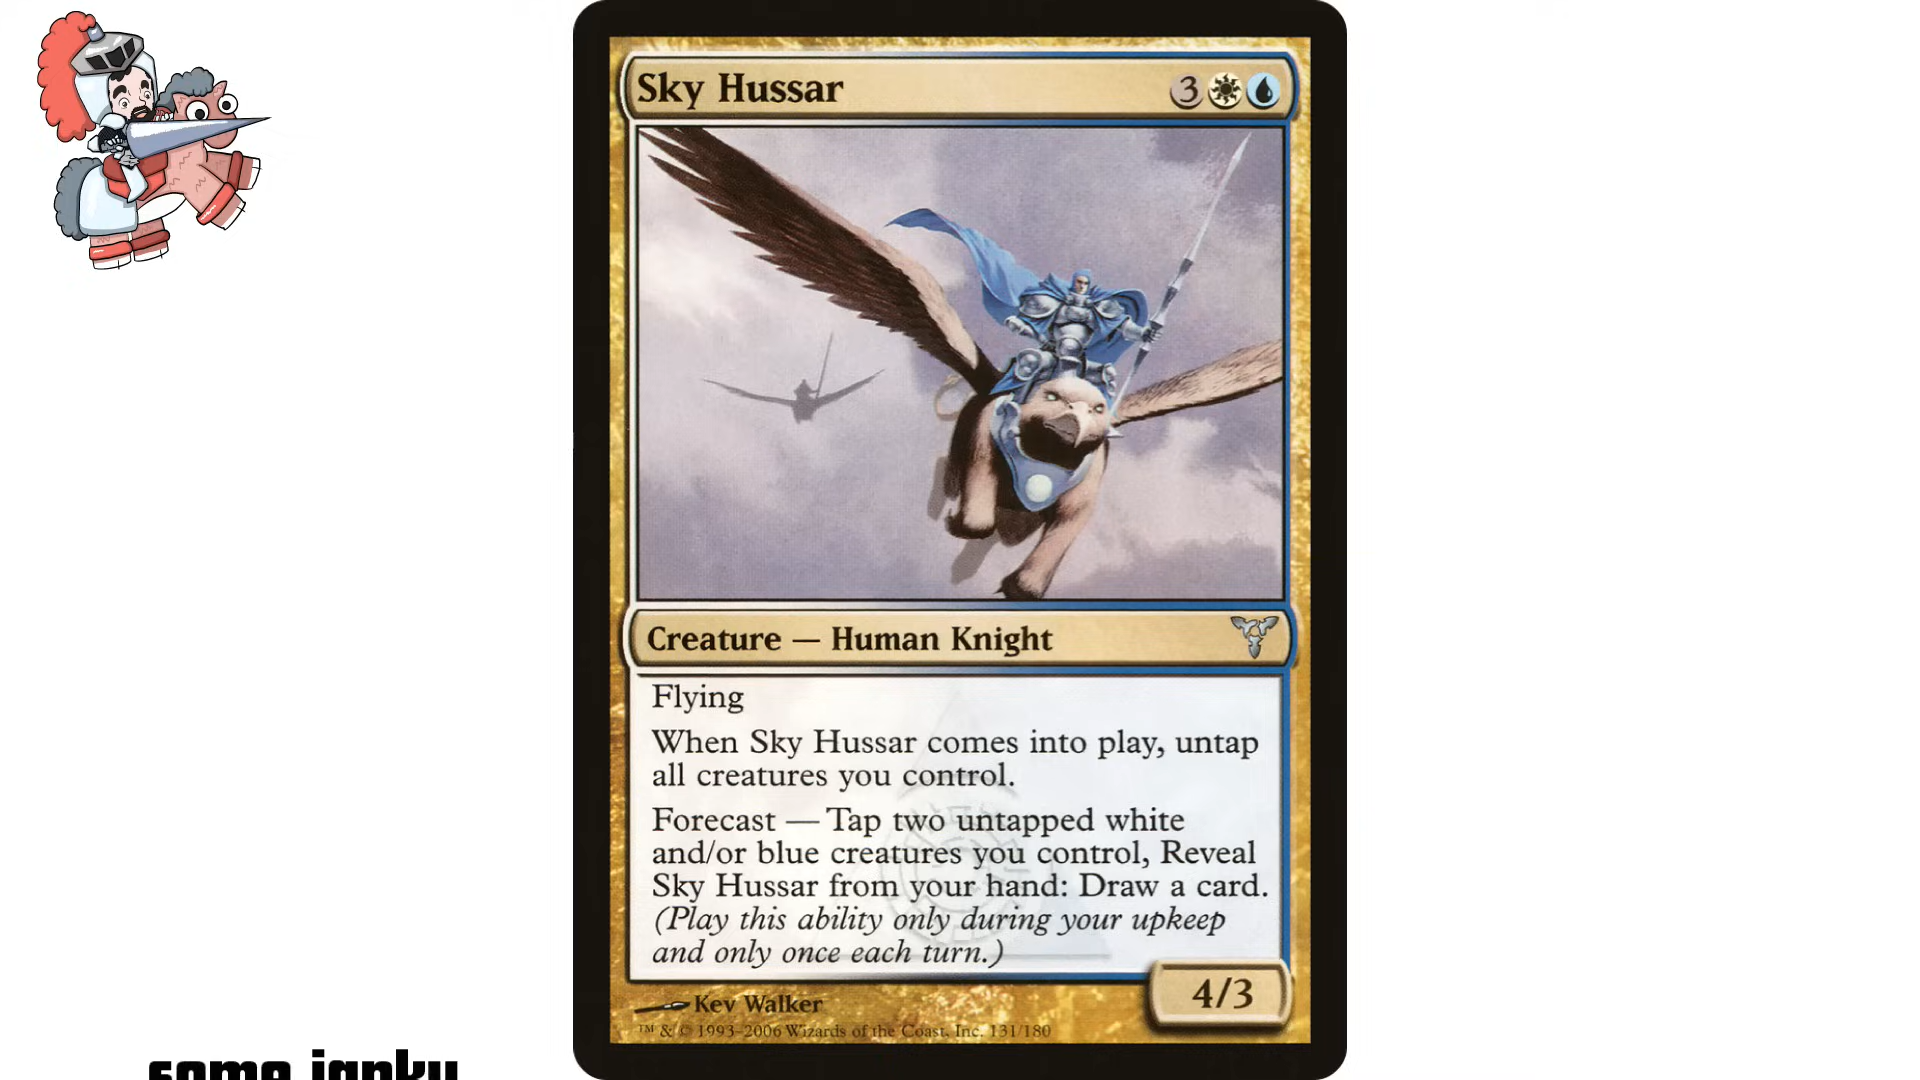 Sky Hussar 3
Creature — Human Knight
Flying
When Sky Hussar comes into play, untap
all creatures you control.
Forecast — Tap two untapped white
and/or blue creatures you control, Reveal
Sky Hussar from your hand: Draw a card.
(Play this ability only during your upkeep
and only once each turn.)
4/3
Kev Walker
™ & © 1993–2006 Wizards of the Coast, Inc. 131/180
some janky